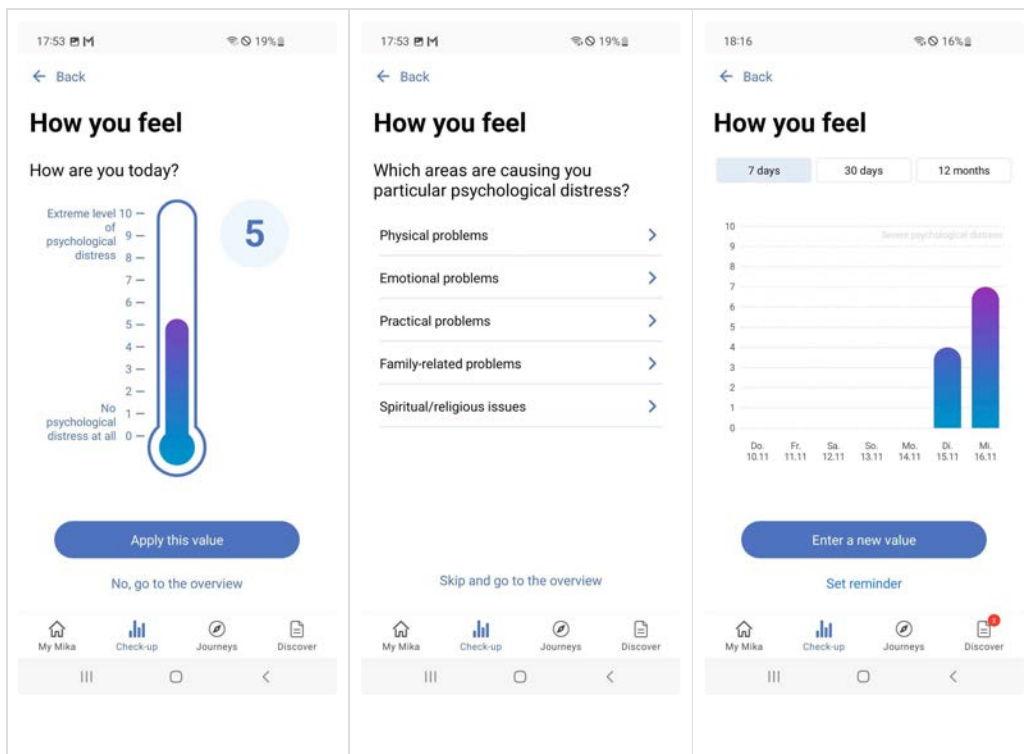 17:53 M 19%
Back
How you feel
How are you today?
Extreme level 10
of
psychological 9
distress 8
7
6
5
4
3
2
No
psychological 1
distress at all 0
5
Apply this value
No, go to the overview
My Mika Check-up Journeys Discover
17:53 M 19%
Back
How you feel
Which areas are causing you
particular psychological distress?
Physical problems
Emotional problems
Practical problems
Family-related problems
Spiritual/religious issues
Skip and go to the overview
My Mika Check-up Journeys Discover
18:16 16%
Back
How you feel
7 days 30 days 12 months
10
Severe psychological distress
9
8
7
6
5
4
3
2
1
0
Do. Fr. Sa. So. Mo. Di. Mi.
10.11 11.11 12.11 13.11 14.11 15.11 16.11
Enter a new value
Set reminder
2
My Mika Check-up Journeys Discover